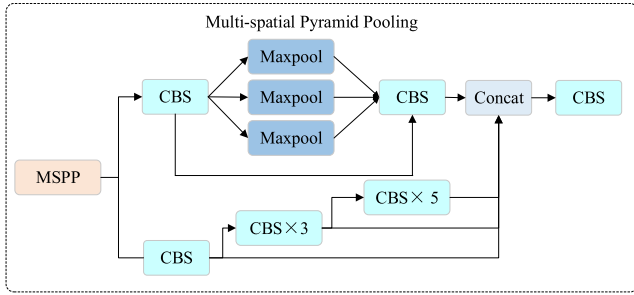 Multi-spatial Pyramid Pooling
Maxpool
CBS
Maxpool
CBS
Concat
CBS
Maxpool
MSPP
CBS× 5
CBS×3
CBS